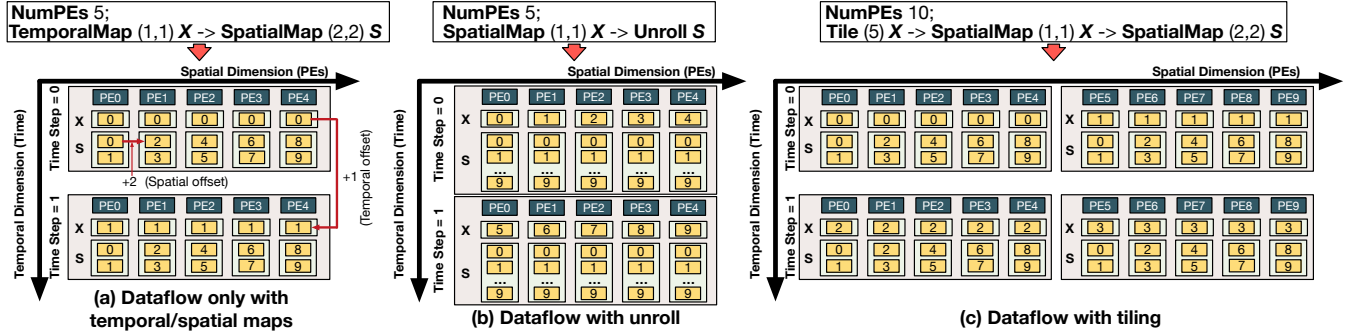 NumPEs 5;
TemporalMap (1,1) X -> SpatialMap (2,2) S
Spatial Dimension (PEs)
Temporal Dimension (Time)
Time Step = 0
PE0 PE1 PE2 PE3 PE4
X 0 0 0 0 0
S 0 2 4 6 8
1 3 5 7 9
+2 (Spatial offset)
+1
(Temporal offset)
Time Step = 1
PE0 PE1 PE2 PE3 PE4
X 1 1 1 1 1
S 0 2 4 6 8
1 3 5 7 9
(a) Dataflow only with
temporal/spatial maps
NumPEs 5;
SpatialMap (1,1) X -> Unroll S
Spatial Dimension (PEs)
Temporal Dimension (Time)
Time Step = 0
PE0 PE1 PE2 PE3 PE4
X 0 1 2 3 4
S 0 0 0 0 0
1 1 1 1 1
... ... ... ... ...
9 9 9 9 9
Time Step = 1
PE0 PE1 PE2 PE3 PE4
X 5 6 7 8 9
S 0 0 0 0 0
1 1 1 1 1
... ... ... ... ...
9 9 9 9 9
(b) Dataflow with unroll
NumPEs 10;
Tile (5) X -> SpatialMap (1,1) X -> SpatialMap (2,2) S
Spatial Dimension (PEs)
Temporal Dimension (Time)
Time Step = 0
PE0 PE1 PE2 PE3 PE4 PE5 PE6 PE7 PE8 PE9
X 0 0 0 0 0 1 1 1 1 1
S 0 2 4 6 8 0 2 4 6 8
1 3 5 7 9 1 3 5 7 9
Time Step = 1
PE0 PE1 PE2 PE3 PE4 PE5 PE6 PE7 PE8 PE9
X 2 2 2 2 2 3 3 3 3 3
S 0 2 4 6 8 0 2 4 6 8
1 3 5 7 9 1 3 5 7 9
(c) Dataflow with tiling